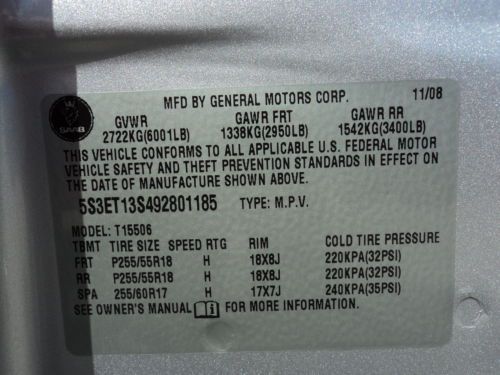 MFD BY GENERAL MOTORS CORP. 11/08
SAAB
GVWR GAWR FRT GAWR RR
2722KG(6001LB) 1338KG(2950LB) 1542KG(3400LB)
THIS VEHICLE CONFORMS TO ALL APPLICABLE U.S. FEDERAL MOTOR
VEHICLE SAFETY AND THEFT PREVENTION STANDARDS IN EFFECT ON
THE DATE OF MANUFACTURE SHOWN ABOVE.
5S3ET13S492801185 TYPE: M.P.V.
MODEL: T15506
TBMT TIRE SIZE SPEED RTG RIM COLD TIRE PRESSURE
FRT P255/55R18 H 18X8J 220KPA(32PSI)
RR P255/55R18 H 18X8J 220KPA(32PSI)
SPA 255/60R17 H 17X7J 240KPA(35PSI)
SEE OWNER'S MANUAL i FOR MORE INFORMATION.